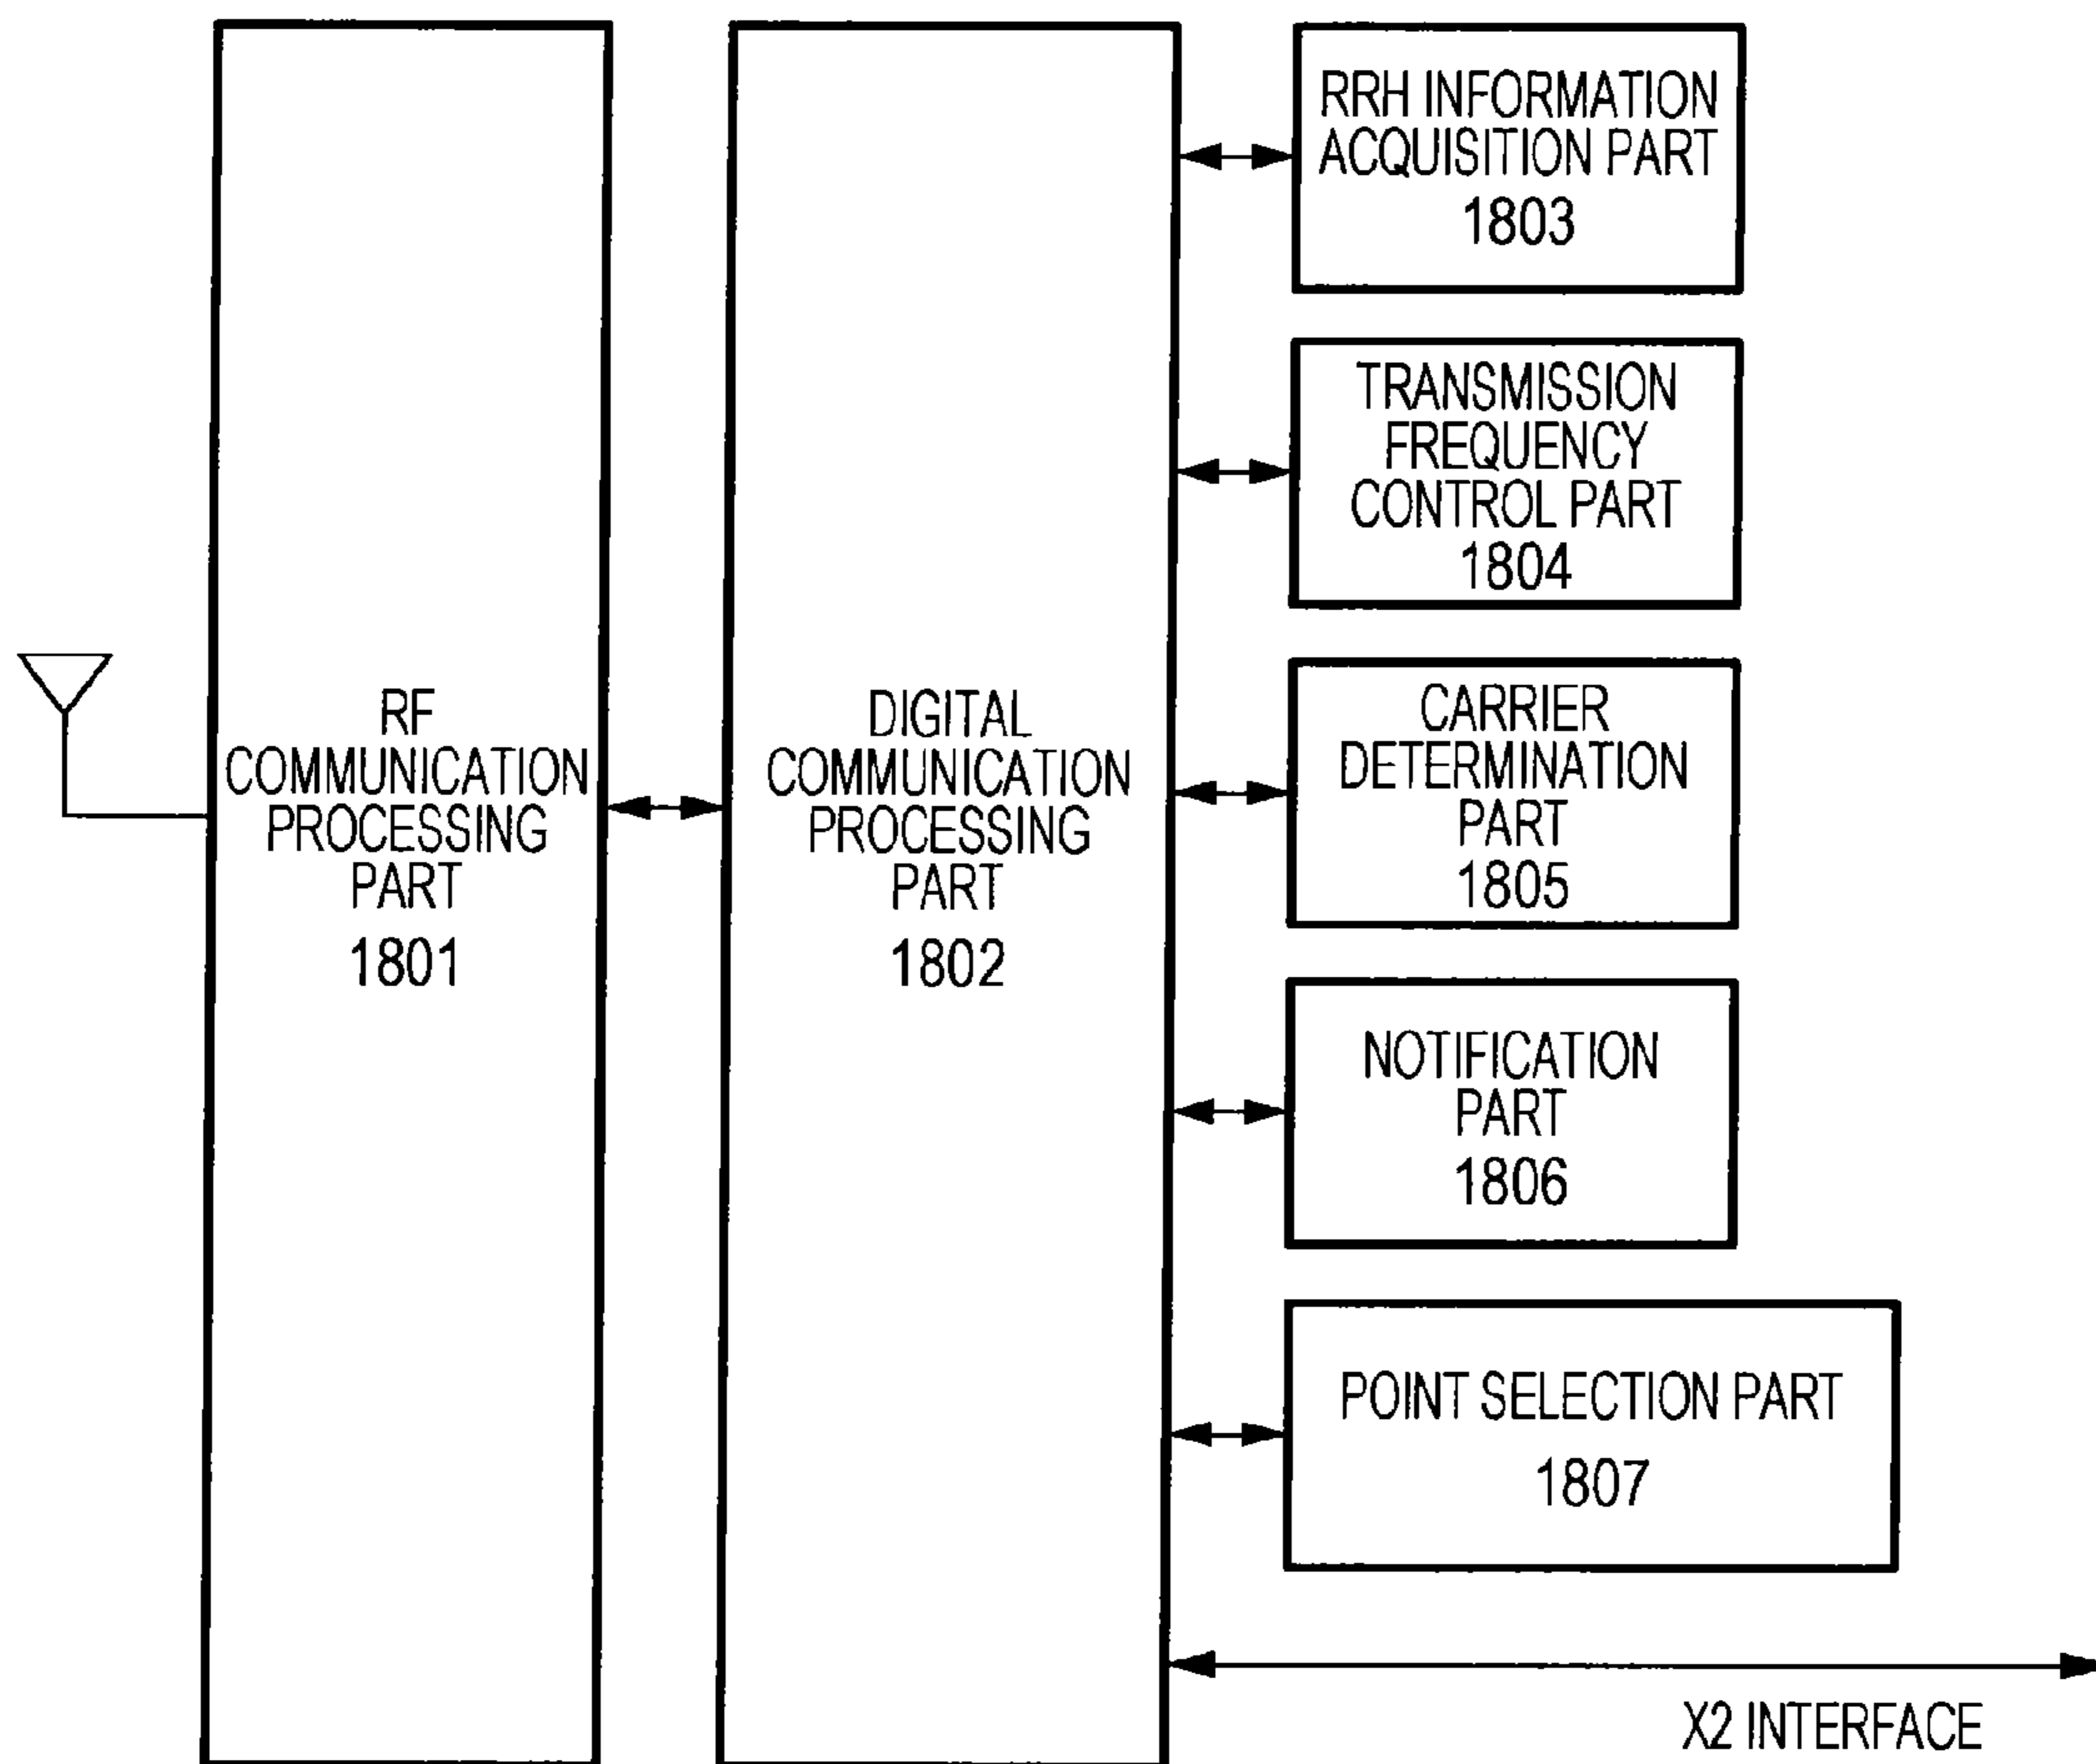 RF
COMMUNICATION
PROCESSING
PART
1801
DIGITAL
COMMUNICATION
PROCESSING
PART
1802
RRH INFORMATION
ACQUISITION PART
1803
TRANSMISSION
FREQUENCY
CONTROL PART
1804
CARRIER
DETERMINATION
PART
1805
NOTIFICATION
PART
1806
POINT SELECTION PART
1807
X2 INTERFACE